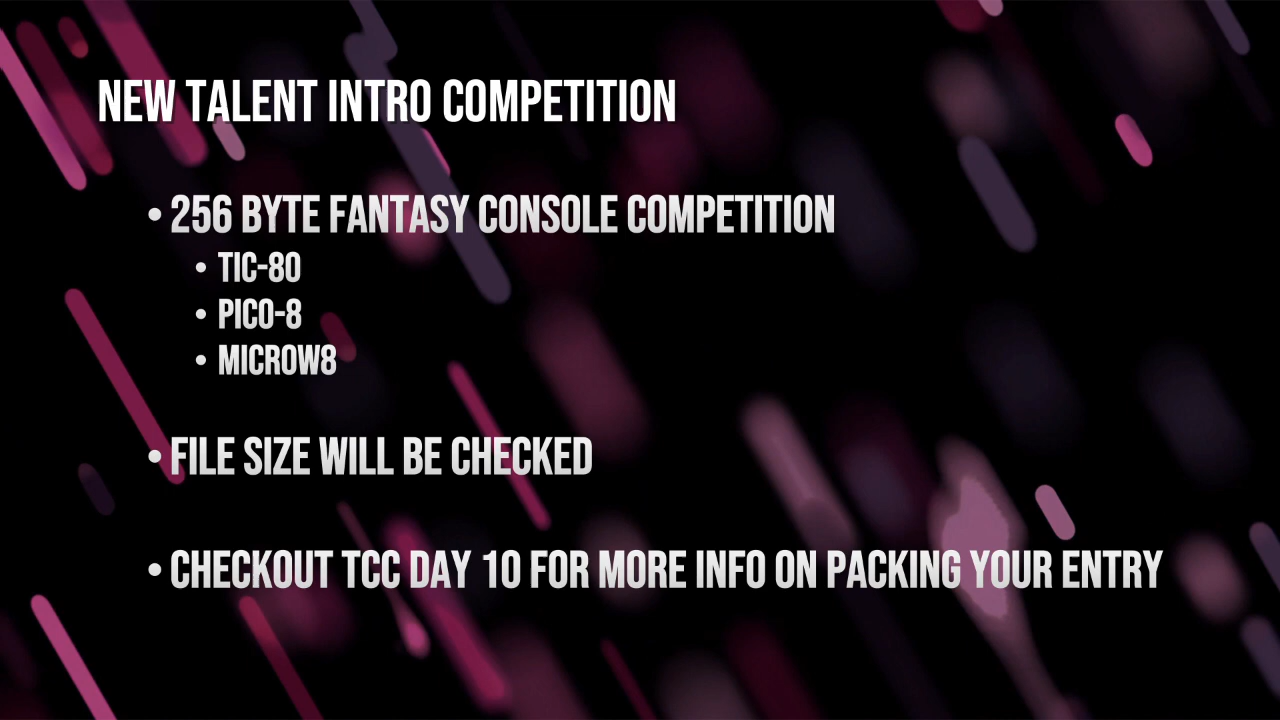 NEW TALENT INTRO COMPETITION
• 256 BYTE FANTASY CONSOLE COMPETITION
• TIC-80
• PICO-8
• MICROW8
• FILE SIZE WILL BE CHECKED
• CHECKOUT TCC DAY 10 FOR MORE INFO ON PACKING YOUR ENTRY